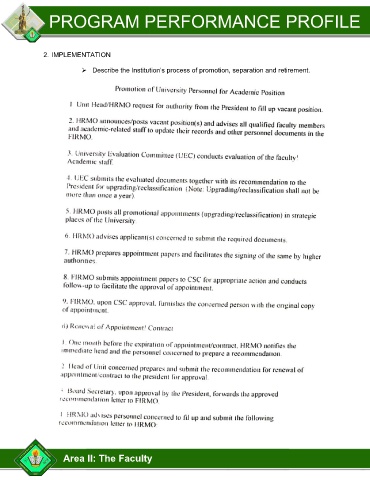 PROGRAM PERFORMANCE PROFILE
2. IMPLEMENTATION
➢ Describe the Institution's process of promotion, separation and retirement.
Promotion of University Personnel for Academic Position
1. Unit Head/HRMO request for authority from the President to fill up vacant position.
2. HRMO announces/posts vacant position(s) and advises all qualified faculty members
and academic-related staff to update their records and other personnel documents in the
FIRMO.
3. University Evaluation Committee (UEC) conducts evaluation of the faculty/
Academic staff.
4. UEC submits the evaluated documents together with its recommendation to the
President for upgrading/reclassification. (Note: Upgrading/reclassification shall not be
more than once a year)
5. HRMO posts all promotional appointments (upgrading/reclassification) in strategic
places of the University.
6. HRMO advises applicant(s) concerned to submit the required documents.
7. HRMO prepares appointment papers and facilitates the signing of the same by higher
authorities.
8. FIRMO submits appointment papers to CSC for appropriate action and conducts
follow-up to facilitate the approval of appointment.
9. FIRMO, upon CSC approval, furnishes the concerned person with the original copy
of appointment.
Renewal of Appointment/ Contract
1. One month before the expiration of appointment/contract, HRMO notifies the
immediate head and the personnel concerned to prepare a recommendation.
2. Head of Unit concerned prepares and submit the recommendation for renewal of
appointment/contract to the president for approval.
Board Secretary, upon approval by the President, forwards the approved
recommendation letter to FIRMO.
HRMO advises personnel concerned to fil up and submit the following
recommendation letter to HRMO:
Area II: The Faculty